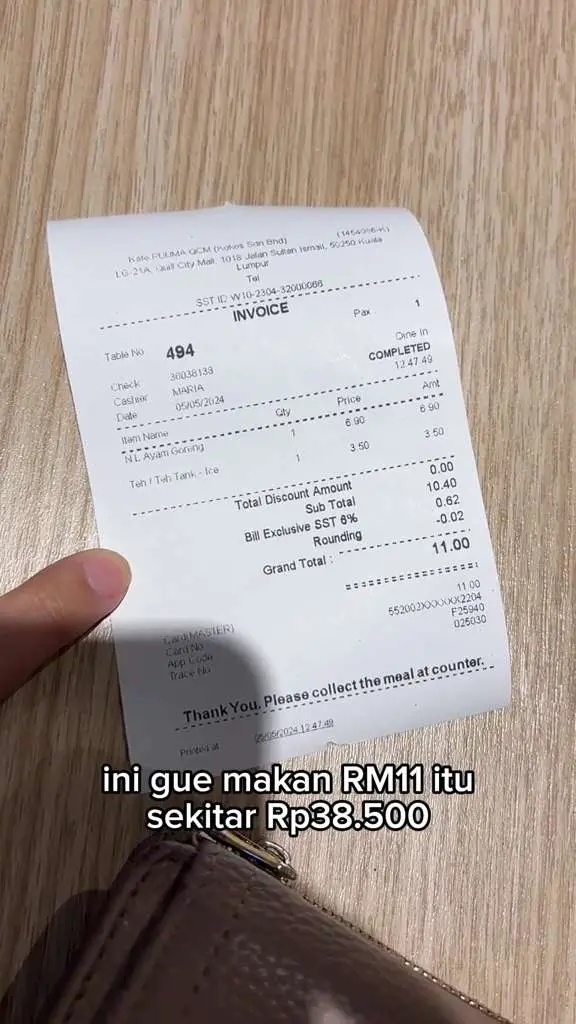 Kafe PULIMA QCM (Kokes Sdn Bhd) (1454986-K)
LG-21A, Quill City Mall, 1018 Jalan Sultan Ismail, 50250 Kuala
Lumpur
Tel
SST ID W10-2304-32000066
INVOICE
Table No 494 Pax 1
Dine In
Check 30038133 COMPLETED
Cashier MARIA 12:47:49
Date 05/05/2024
Item Name Qty Price Amt
N.L Ayam Goreng 1 6.90 6.90
Teh / Teh Tarik - Ice 1 3.50 3.50
Total Discount Amount 0.00
Sub Total 10.40
Bill Exclusive SST 6% 0.62
Rounding -0.02
Grand Total : 11.00
Card(MASTER) 11.00
Card No 552002XXXXXX2204
App Code F25940
Trace No 025030
Thank You. Please collect the meal at counter.
Printed at 05/05/2024 12:47:49
ini gue makan RM11 itu
sekitar Rp38.500